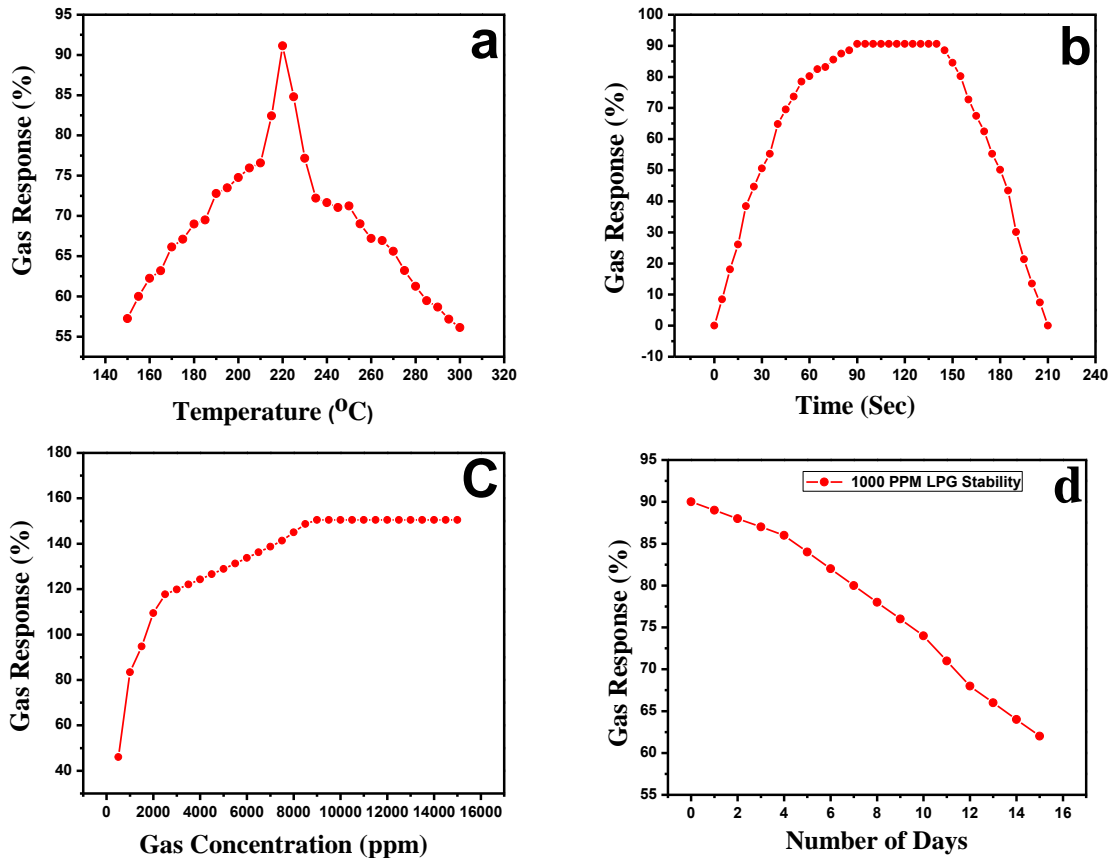 a
Gas Response (%)
95
90
85
80
75
70
65
60
55
140 160 180 200 220 240 260 280 300 320
Temperature (OC)
b
Gas Response (%)
100
90
80
70
60
50
40
30
20
10
0
-10
0 30 60 90 120 150 180 210 240
Time (Sec)
C
Gas Response (%)
180
160
140
120
100
80
60
40
0 2000 4000 6000 8000 10000 12000 14000 16000
Gas Concentration (ppm)
d
1000 PPM LPG Stability
Gas Response (%)
95
90
85
80
75
70
65
60
55
0 2 4 6 8 10 12 14 16
Number of Days